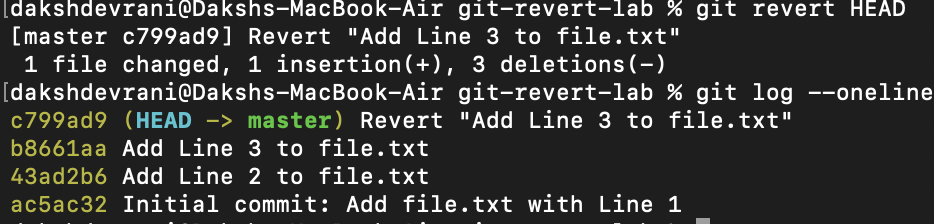 [dakshdevrani@Dakshs-MacBook-Air git-revert-lab % git revert HEAD
[master c799ad9] Revert "Add Line 3 to file.txt"
 1 file changed, 1 insertion(+), 3 deletions(-)
[dakshdevrani@Dakshs-MacBook-Air git-revert-lab % git log --oneline
c799ad9 (HEAD -> master) Revert "Add Line 3 to file.txt"
b8661aa Add Line 3 to file.txt
43ad2b6 Add Line 2 to file.txt
ac5ac32 Initial commit: Add file.txt with Line 1